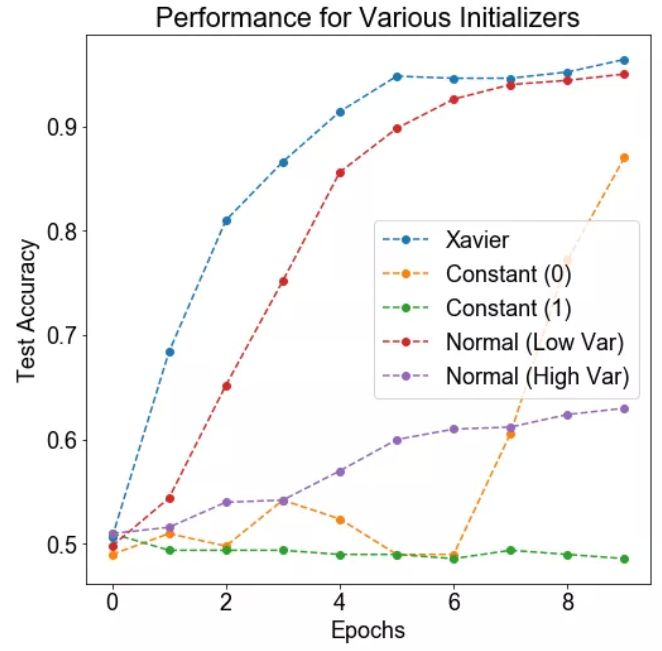 Performance for Various Initializers
Test Accuracy
0.9
0.8
0.7
0.6
0.5
Xavier
Constant (0)
Constant (1)
Normal (Low Var)
Normal (High Var)
0 2 4 6 8
Epochs